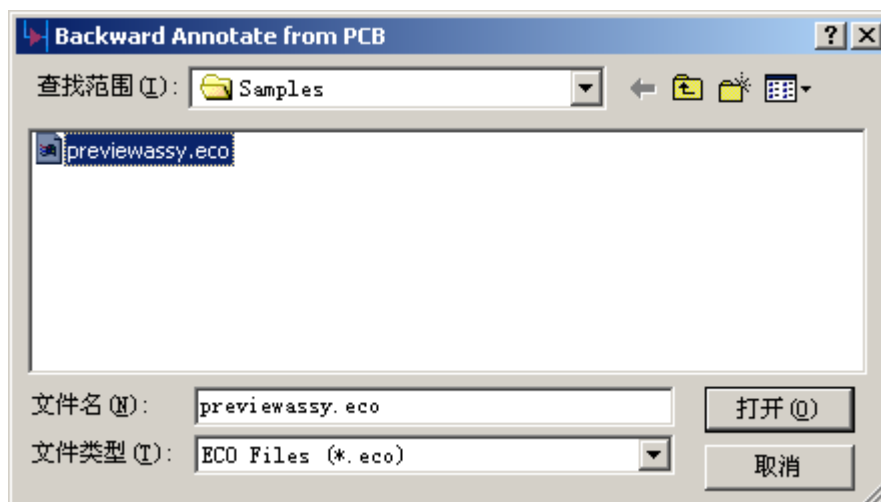 Backward Annotate from PCB
查找范围(I): Samples
previewassy.eco
文件名(N): previewassy.eco
打开(O)
文件类型(T): ECO Files (*.eco)
取消